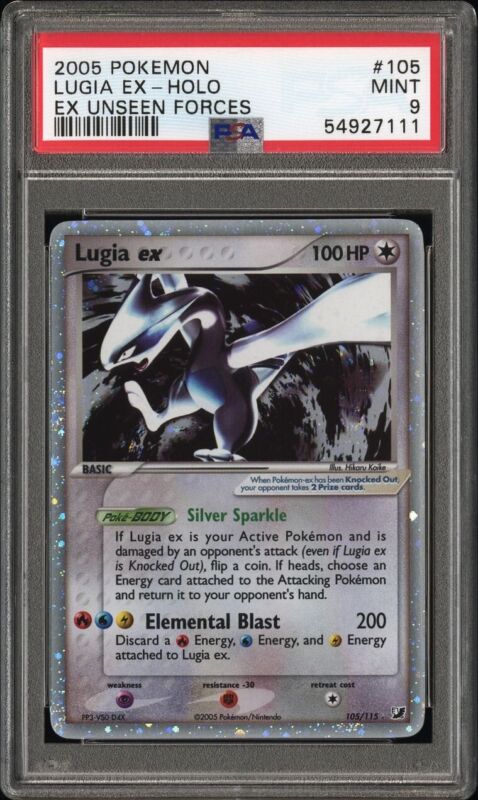 2005 POKEMON #105
LUGIA EX-HOLO MINT
EX UNSEEN FORCES 9
PSA 54927111
Lugia ex 100 HP
BASIC Illus. Hikaru Koike
When Pokémon-ex has been Knocked Out,
your opponent takes 2 Prize cards.
Poké-BODY Silver Sparkle
If Lugia ex is your Active Pokémon and is
damaged by an opponent's attack (even if Lugia ex
is Knocked Out), flip a coin. If heads, choose an
Energy card attached to the Attacking Pokémon
and return it to your opponent's hand.
Elemental Blast 200
Discard a Energy, Energy, and Energy
attached to Lugia ex.
weakness resistance -30 retreat cost
©2005 Pokémon/Nintendo 105/115